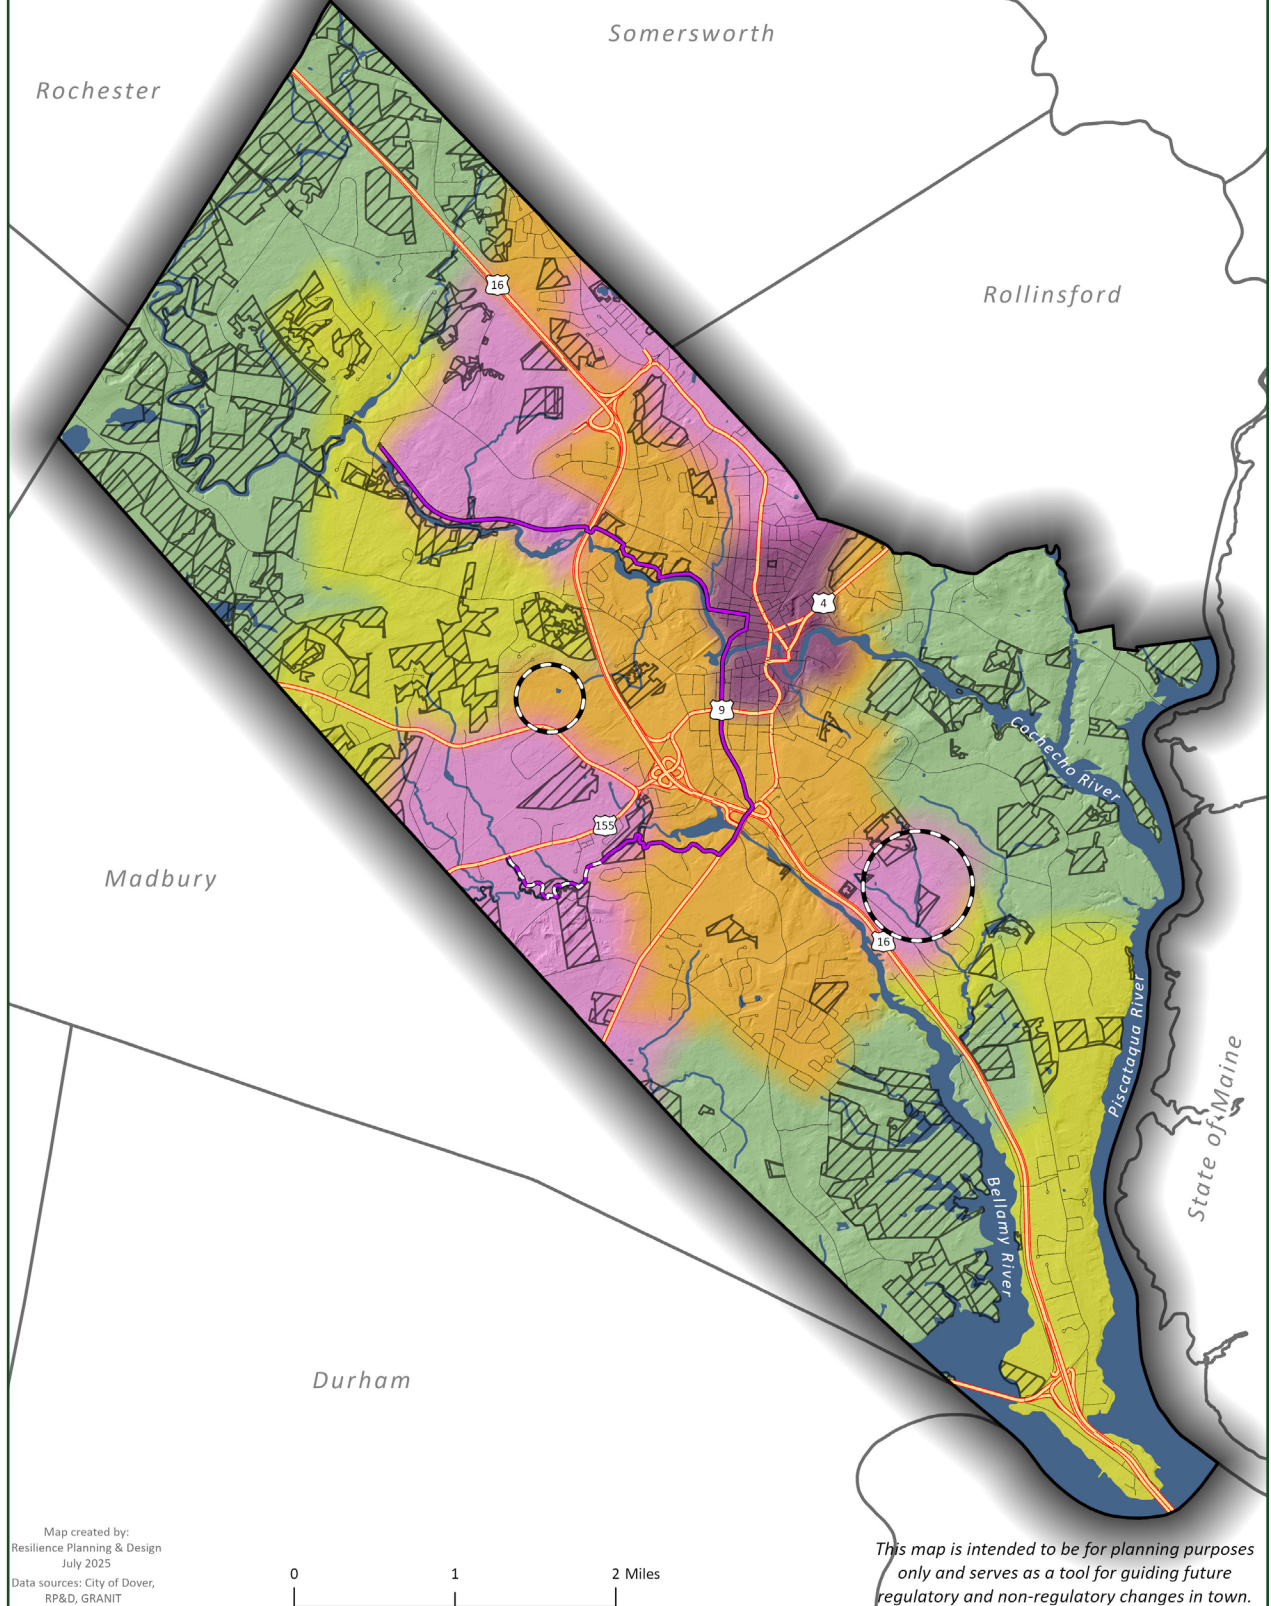 Somersworth
Rochester
16
Rollinsford
4
9
Cochecho River
155
Madbury
16
Piscataqua River
State of Maine
Bellamy River
Durham
Map created by:
Resilience Planning & Design
July 2025
Data sources: City of Dover,
RP&D, GRANIT
0 1 2 Miles
This map is intended to be for planning purposes
only and serves as a tool for guiding future
regulatory and non-regulatory changes in town.